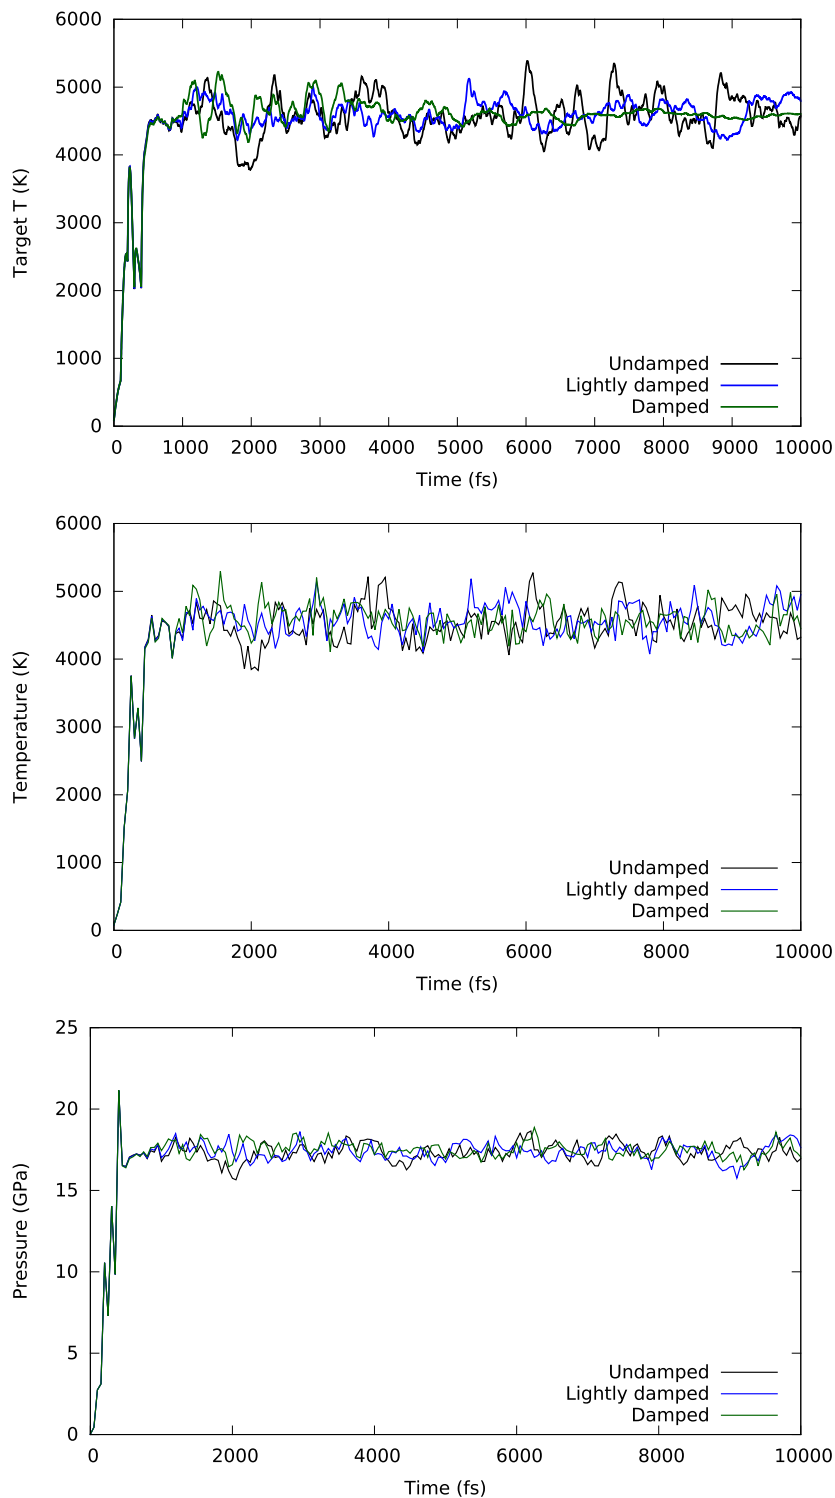 6000
5000
4000
3000
2000
1000
0
Target T (K)
Undamped
Lightly damped
Damped
0 1000 2000 3000 4000 5000 6000 7000 8000 9000 10000
Time (fs)
6000
5000
4000
3000
2000
1000
0
Temperature (K)
Undamped
Lightly damped
Damped
0 2000 4000 6000 8000 10000
Time (fs)
25
20
15
10
5
0
Pressure (GPa)
Undamped
Lightly damped
Damped
0 2000 4000 6000 8000 10000
Time (fs)